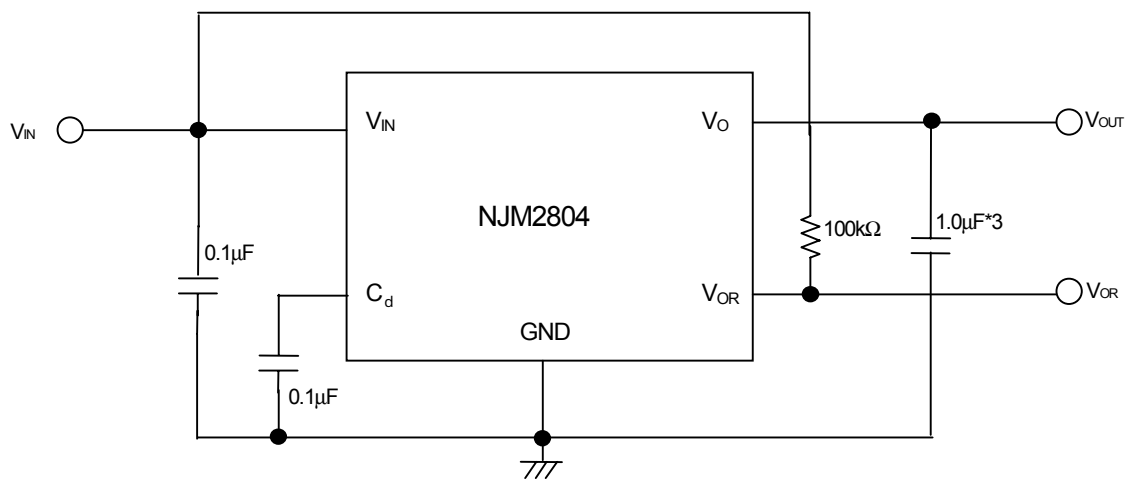 VIN
VIN
VO
VOUT
NJM2804
100kΩ
1.0µF*3
0.1µF
Cd
VOR
VOR
GND
0.1µF